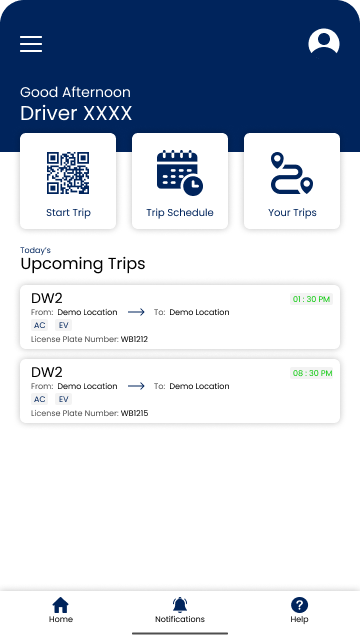 Good Afternoon
Driver XXXX
Start Trip
Trip Schedule
Your Trips
Today's
Upcoming Trips
DW2
01 : 30 PM
From: Demo Location To: Demo Location
AC EV
License Plate Number: WB1212
DW2
08 : 30 PM
From: Demo Location To: Demo Location
AC EV
License Plate Number: WB1215
Home
Notifications
Help